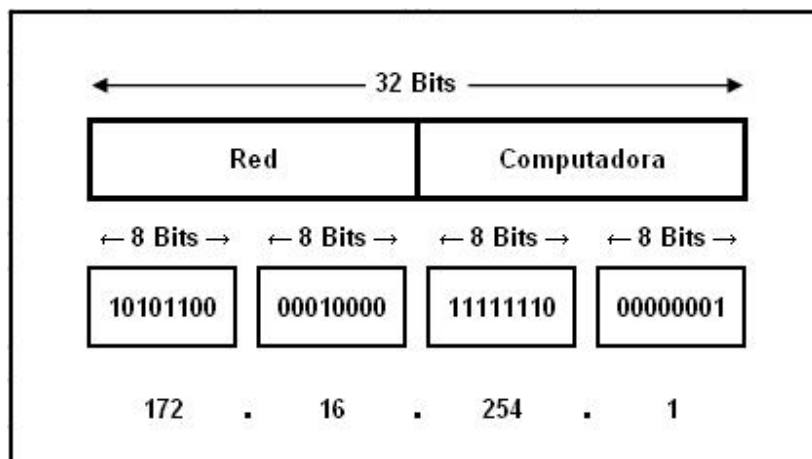 32 Bits
Red Computadora
← 8 Bits → ← 8 Bits → ← 8 Bits → ← 8 Bits →
10101100 00010000 11111110 00000001
172 . 16 . 254 . 1